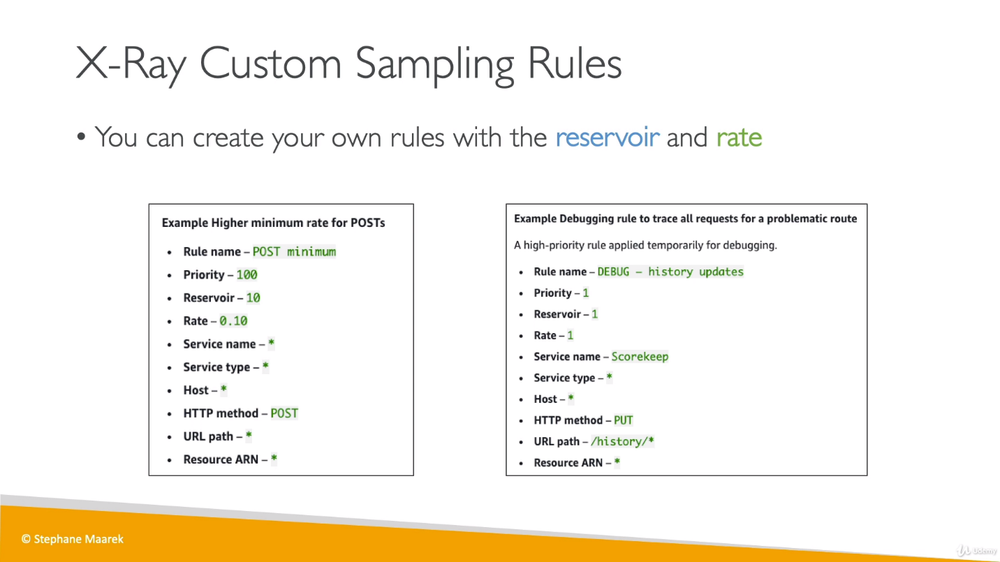 X-Ray Custom Sampling Rules
• You can create your own rules with the reservoir and rate
Example Higher minimum rate for POSTs
• Rule name – POST minimum
• Priority – 100
• Reservoir – 10
• Rate – 0.10
• Service name – *
• Service type – *
• Host – *
• HTTP method – POST
• URL path – *
• Resource ARN – *
Example Debugging rule to trace all requests for a problematic route
A high-priority rule applied temporarily for debugging.
• Rule name – DEBUG – history updates
• Priority – 1
• Reservoir – 1
• Rate – 1
• Service name – Scorekeep
• Service type – *
• Host – *
• HTTP method – PUT
• URL path – /history/*
• Resource ARN – *
© Stephane Maarek
Udemy